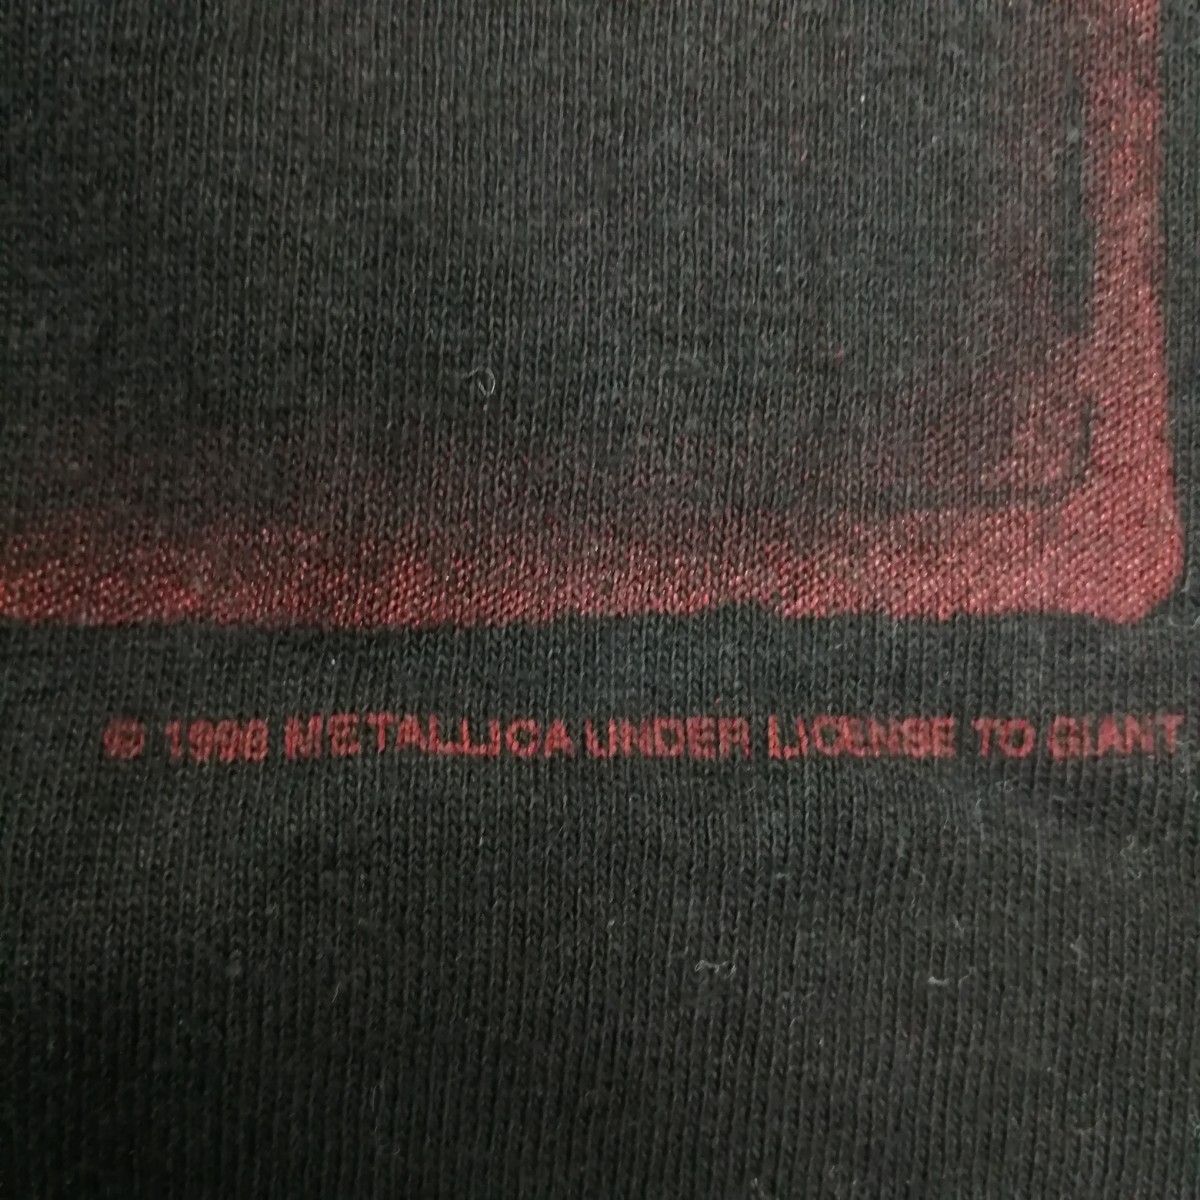 © 1998 METALLICA UNDER LICENSE TO GIANT